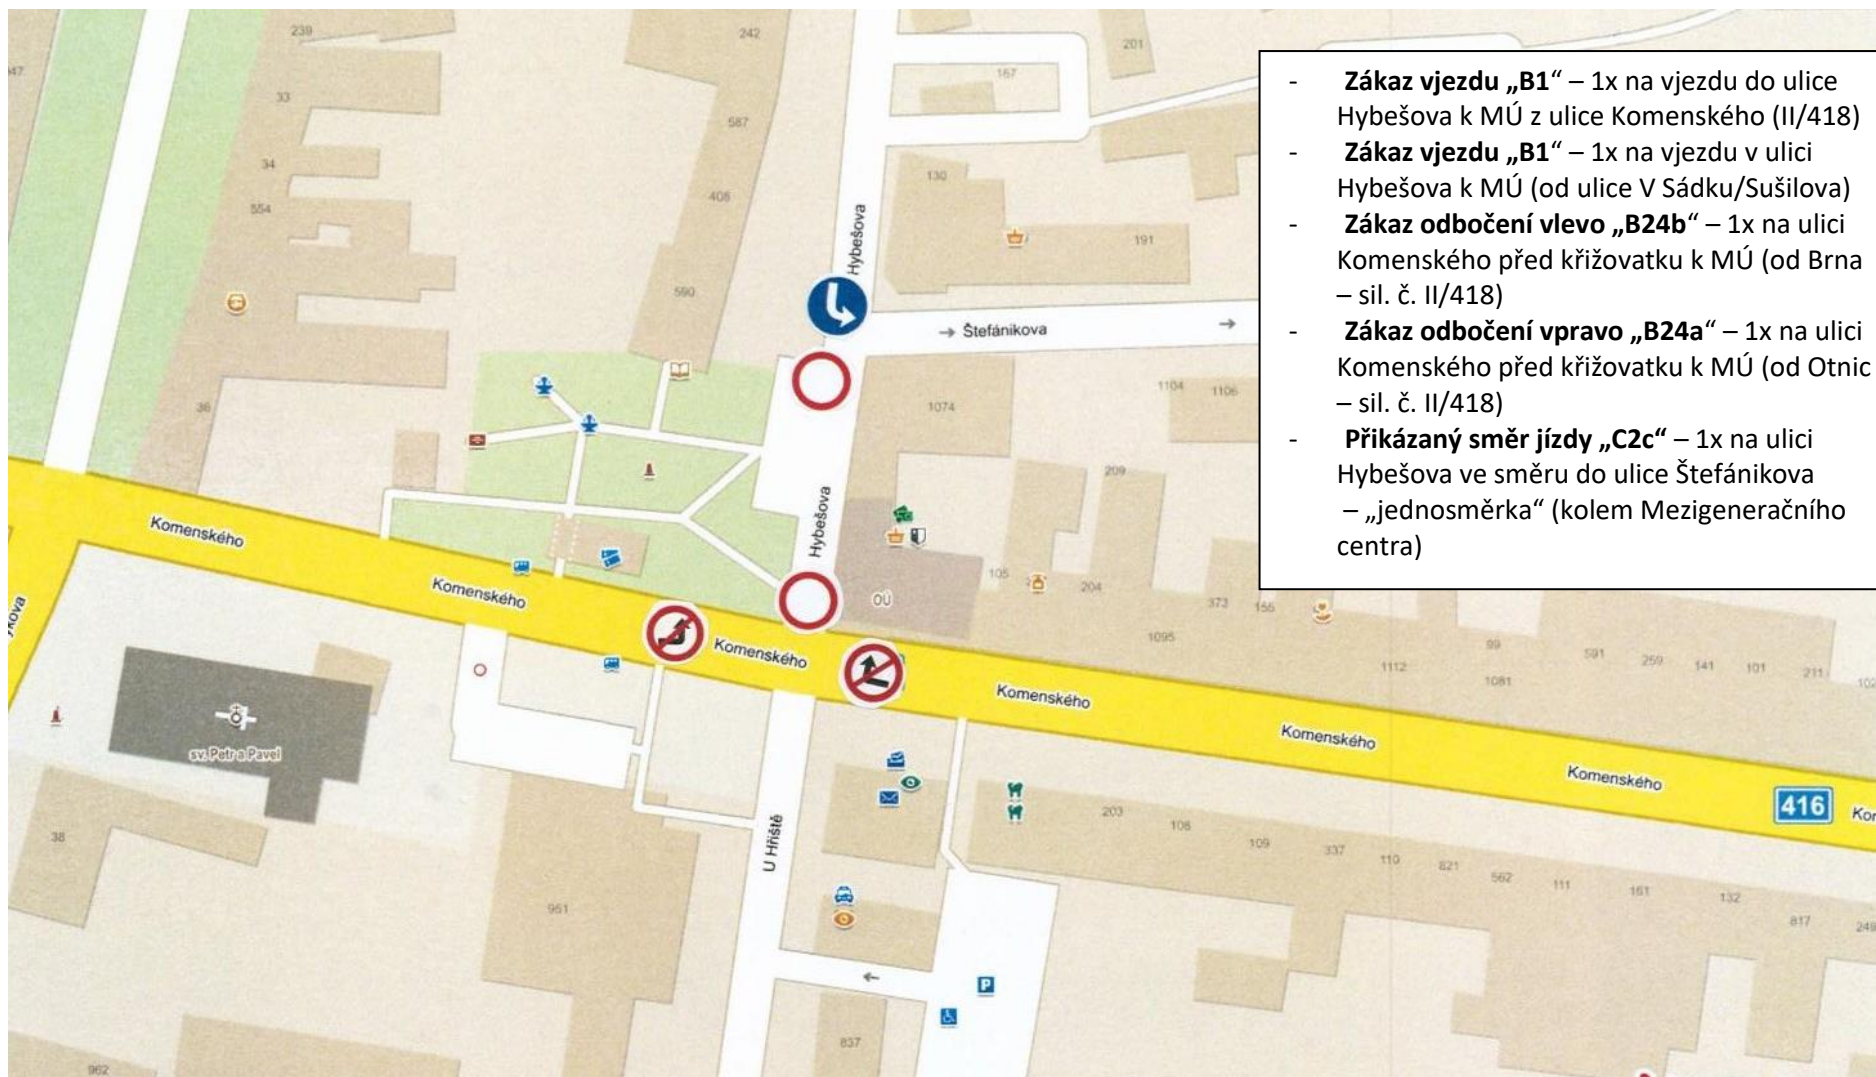 - Zákaz vjezdu „B1“ – 1x na vjezdu do ulice
Hybešova k MÚ z ulice Komenského (II/418)
- Zákaz vjezdu „B1“ – 1x na vjezdu v ulici
Hybešova k MÚ (od ulice V Sádku/Sušilova)
- Zákaz odbočení vlevo „B24b“ – 1x na ulici
Komenského před křižovatku k MÚ (od Brna
– sil. č. II/418)
- Zákaz odbočení vpravo „B24a“ – 1x na ulici
Komenského před křižovatku k MÚ (od Otnic
– sil. č. II/418)
- Přikázaný směr jízdy „C2c“ – 1x na ulici
Hybešova ve směru do ulice Štefánikova
– „jednosměrka“ (kolem Mezigeneračního
centra)
239
242
201
167
33
587
34
408
130
554
Hybešova
191
590
Štefánikova
36
1104
1106
1074
209
Komenského
Hybešova
105
204
373
155
OÚ
Komenského
1095
Komenského
99
591
259
141
101
211
1112
1081
Komenského
Komenského
Komenského
416
sv. Petr a Pavel
38
203
108
109
337
110
821
562
111
161
132
817
249
U Hřiště
P
951
837
962